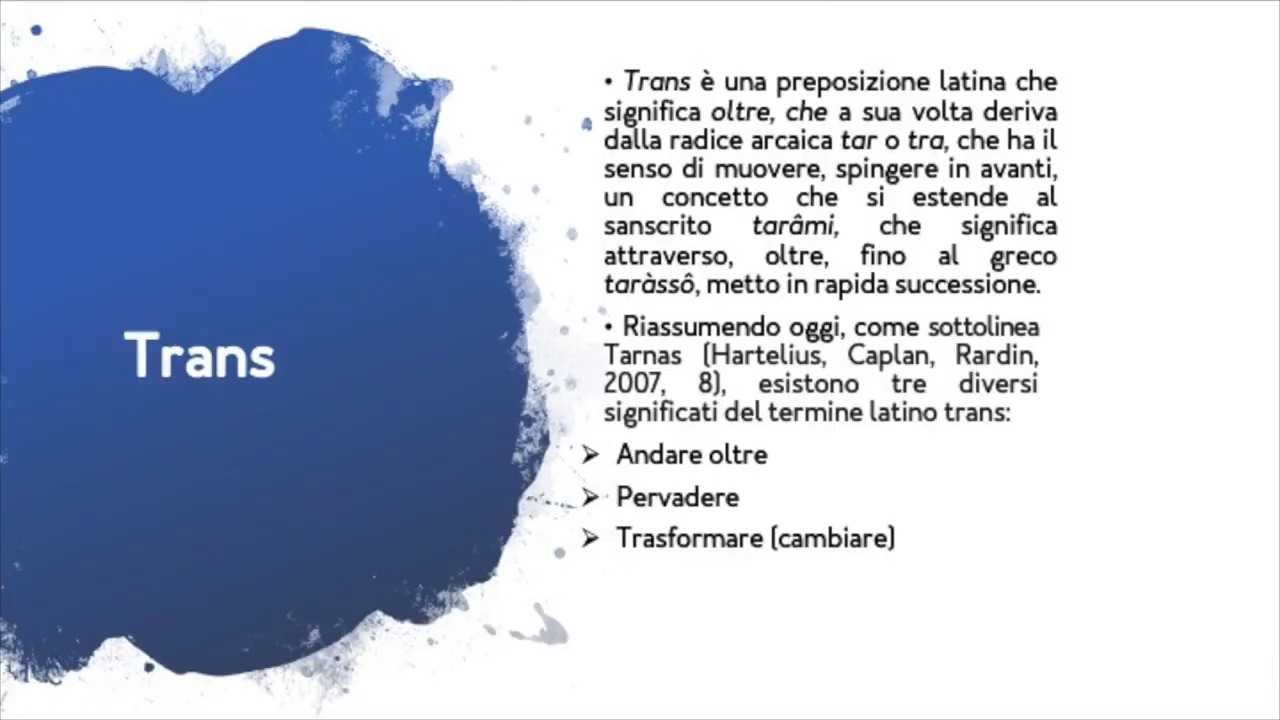 Trans
• Trans è una preposizione latina che
significa oltre, che a sua volta deriva
dalla radice arcaica tar o tra, che ha il
senso di muovere, spingere in avanti,
un concetto che si estende al
sanscrito tarâmi, che significa
attraverso, oltre, fino al greco
taràssô, metto in rapida successione.
• Riassumendo oggi, come sottolinea
Tarnas (Hartelius, Caplan, Rardin,
2007, 8), esistono tre diversi
significati del termine latino trans:
➢ Andare oltre
➢ Pervadere
➢ Trasformare (cambiare)